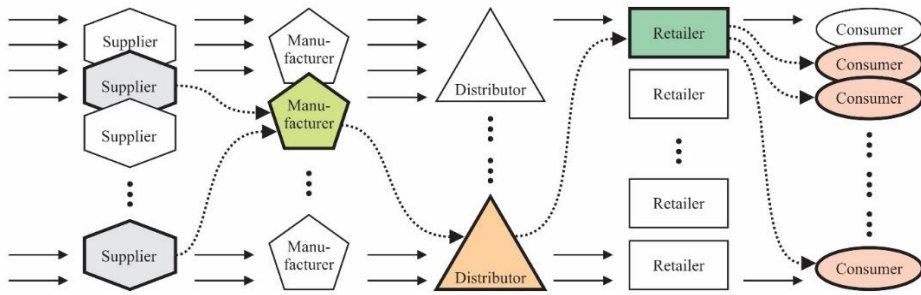 Supplier
Supplier
Supplier
Supplier
Manu-
facturer
Manu-
facturer
Manu-
facturer
Distributor
Distributor
Retailer
Retailer
Retailer
Retailer
Consumer
Consumer
Consumer
Consumer